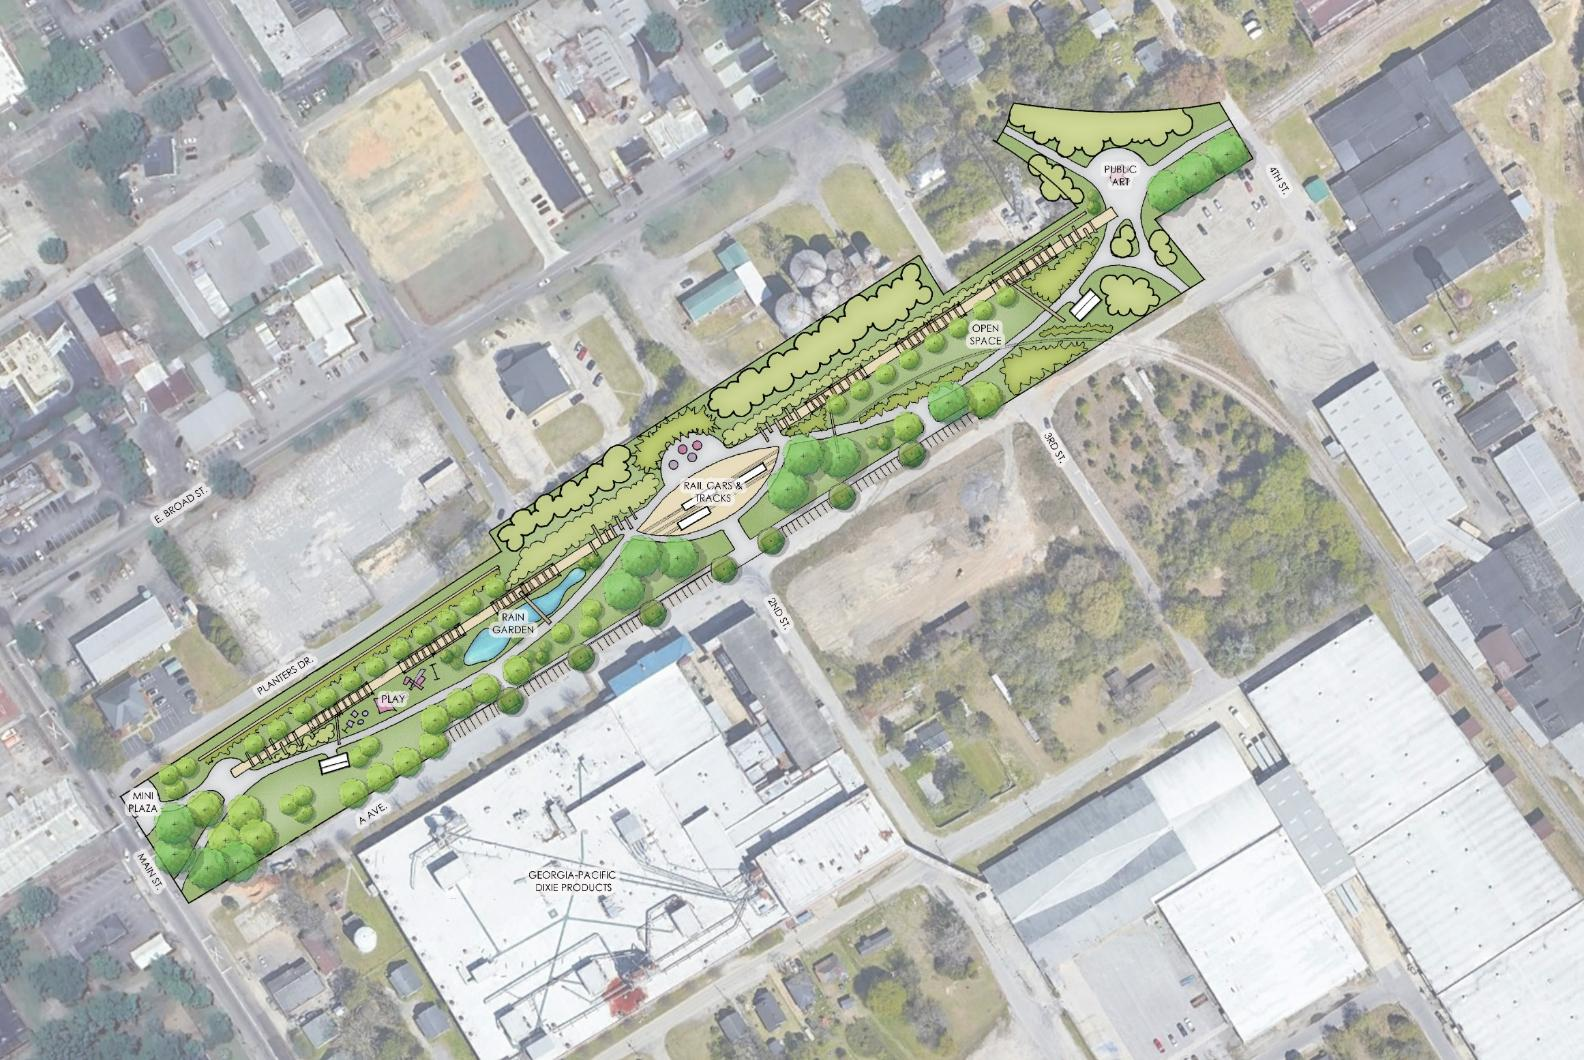 PUBLIC
ART
4TH ST.
OPEN
SPACE
3RD ST.
RAIL CARS &
TRACKS
E. BROAD ST.
RAIN
GARDEN
2ND ST.
PLANTERS DR.
PLAY
MINI
PLAZA
A AVE.
MAIN ST.
GEORGIA-PACIFIC
DIXIE PRODUCTS